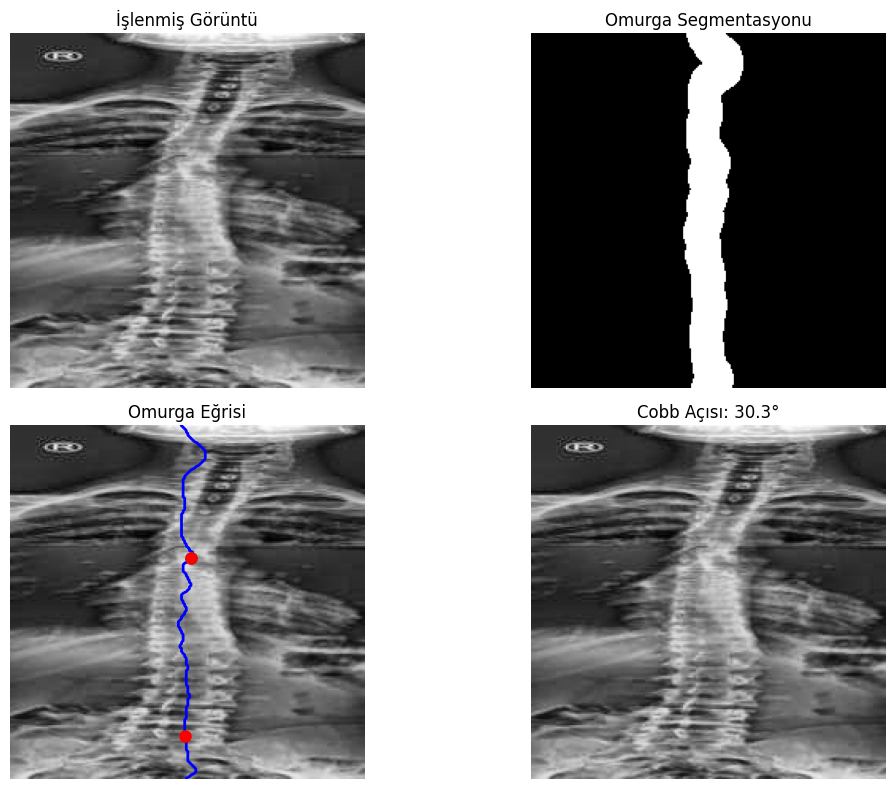 İşlenmiş Görüntü
Omurga Segmentasyonu
R
R
Omurga Eğrisi
Cobb Açısı: 30.3°
R